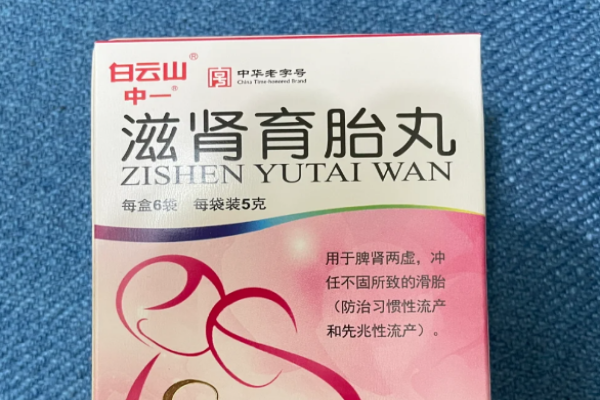 白云山®
中一®
中华老字号
China Time-honored Brand
滋肾育胎丸
ZISHEN YUTAI WAN
每盒6袋 每袋装5克
用于脾肾两虚，冲
任不固所致的滑胎
（防治习惯性流产
和先兆性流产）。